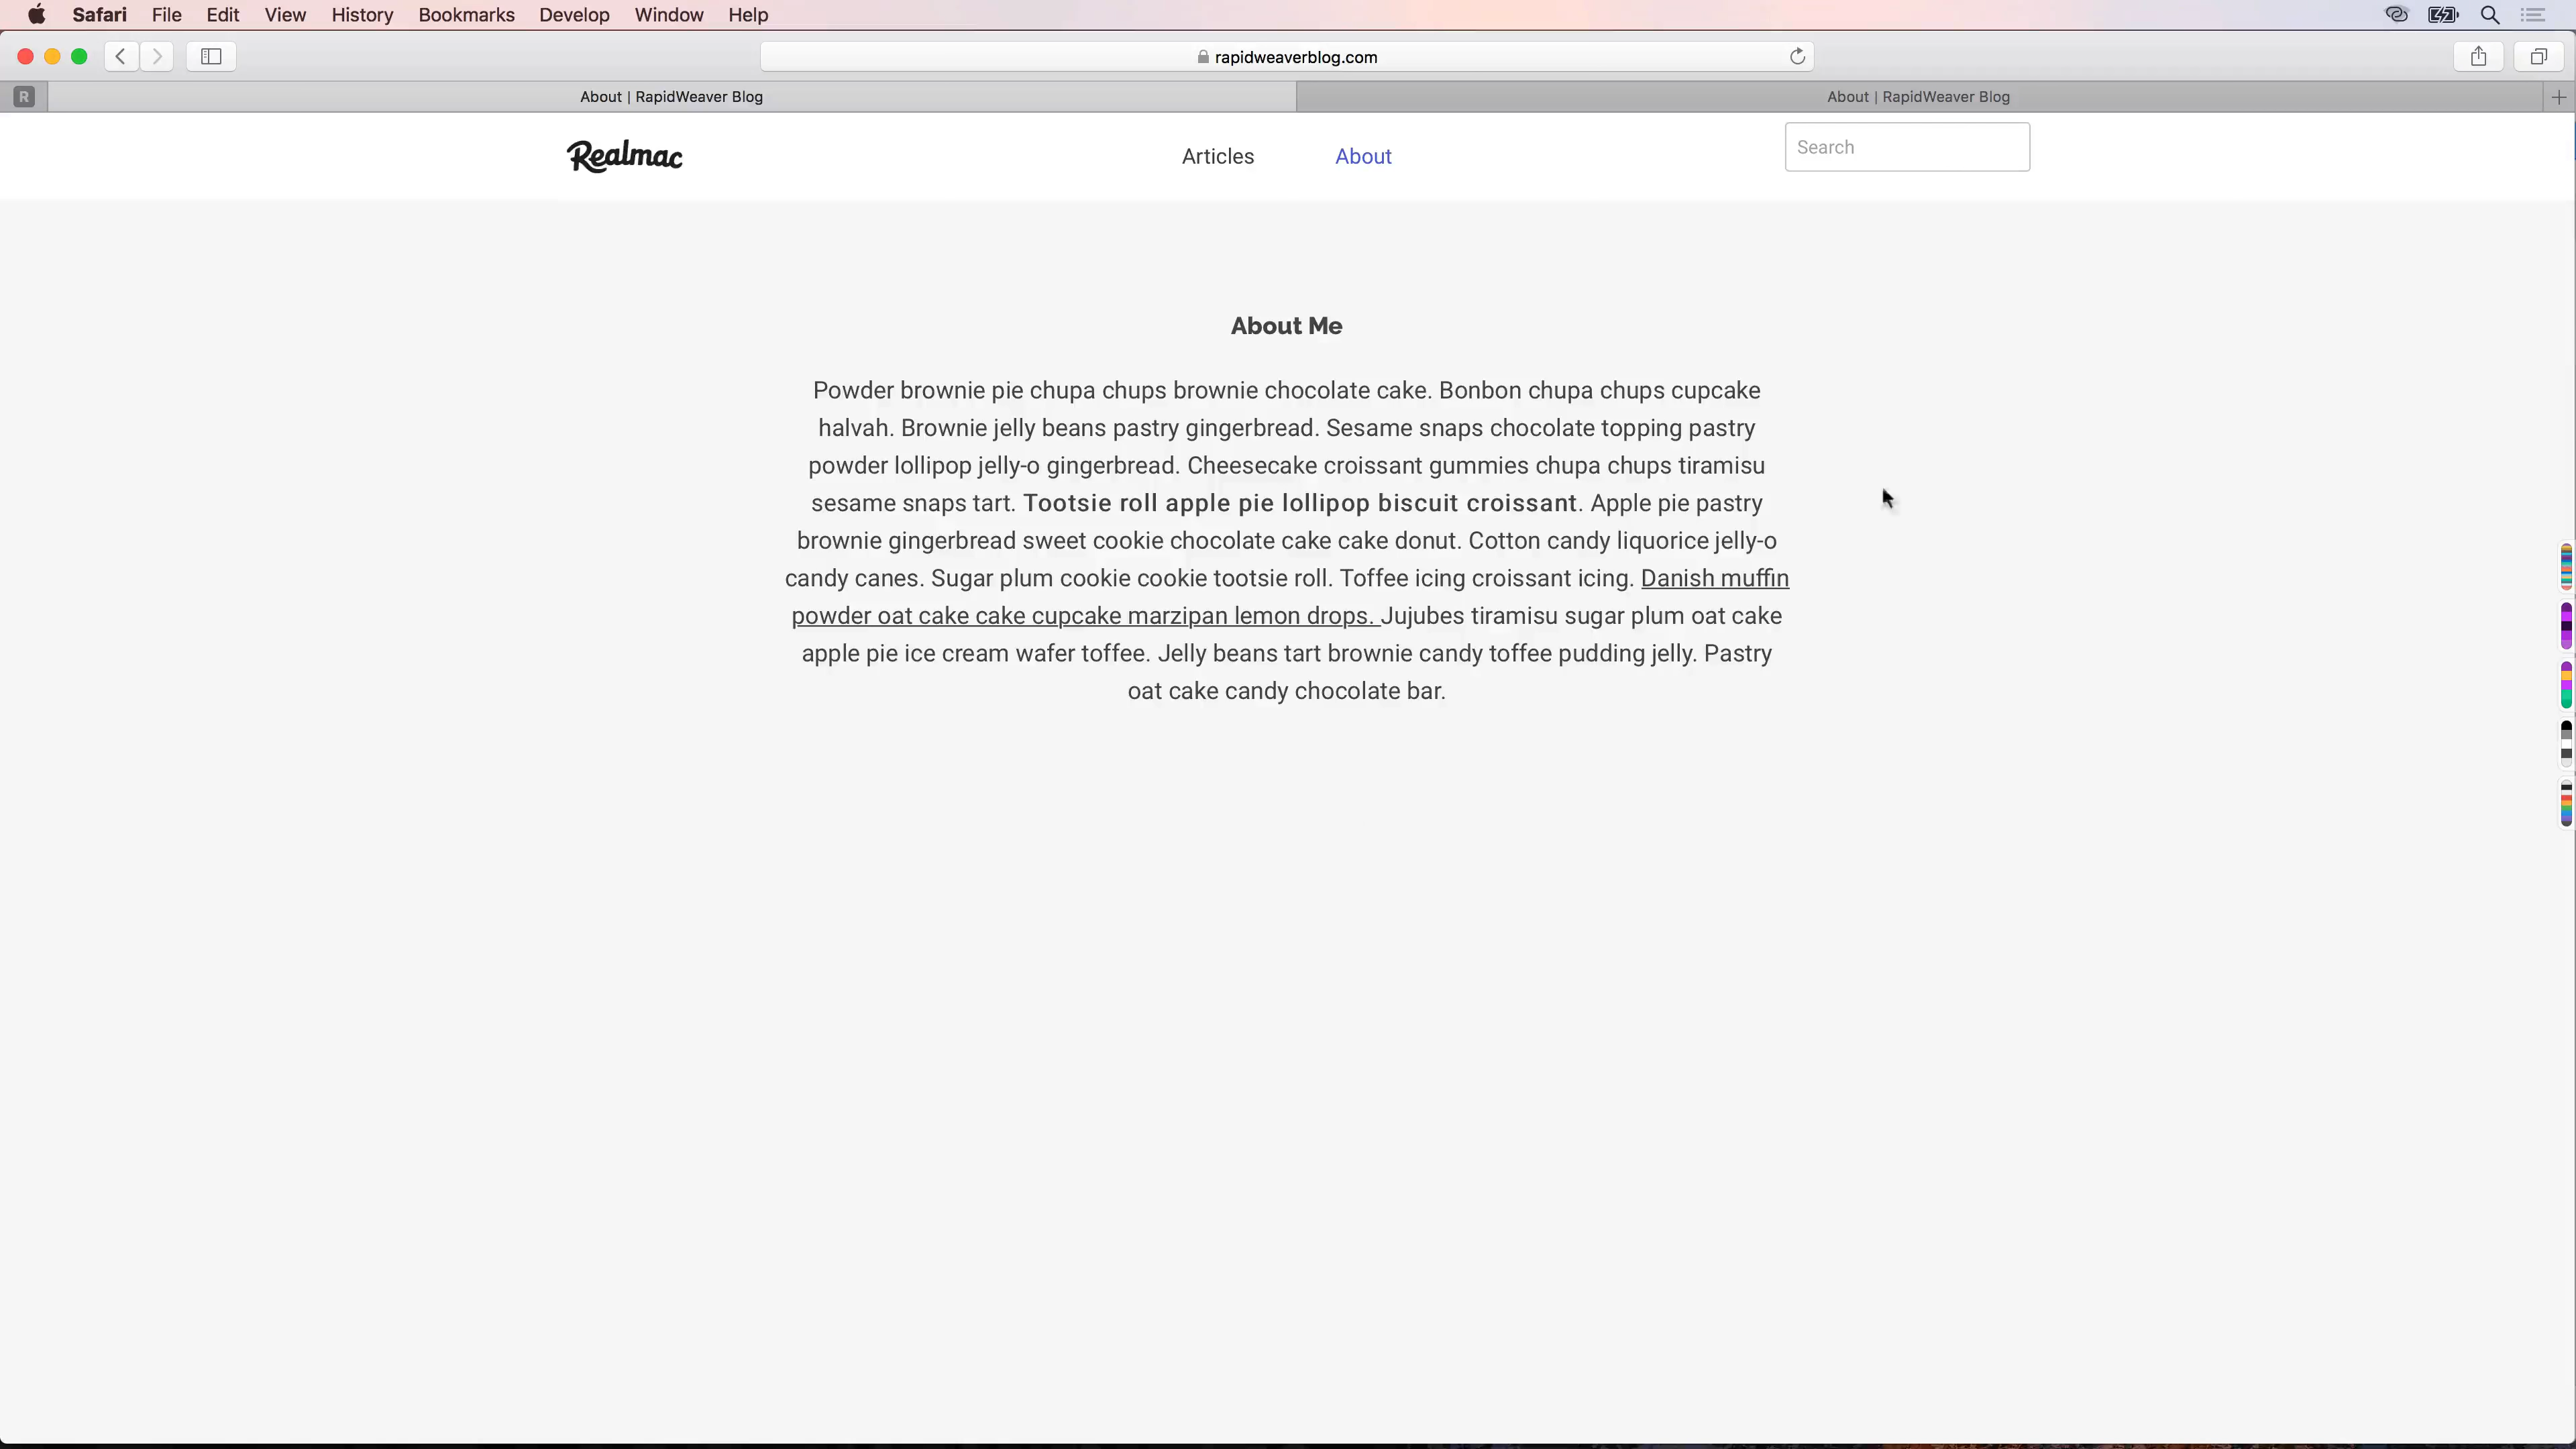 Safari File Edit View History Bookmarks Develop Window Help
rapidweaverblog.com
R About | RapidWeaver Blog About | RapidWeaver Blog
Realmac Articles About Search
About Me
Powder brownie pie chupa chups brownie chocolate cake. Bonbon chupa chups cupcake
halvah. Brownie jelly beans pastry gingerbread. Sesame snaps chocolate topping pastry
powder lollipop jelly-o gingerbread. Cheesecake croissant gummies chupa chups tiramisu
sesame snaps tart. Tootsie roll apple pie lollipop biscuit croissant. Apple pie pastry
brownie gingerbread sweet cookie chocolate cake cake donut. Cotton candy liquorice jelly-o
candy canes. Sugar plum cookie cookie tootsie roll. Toffee icing croissant icing. Danish muffin
powder oat cake cake cupcake marzipan lemon drops. Jujubes tiramisu sugar plum oat cake
apple pie ice cream wafer toffee. Jelly beans tart brownie candy toffee pudding jelly. Pastry
oat cake candy chocolate bar.